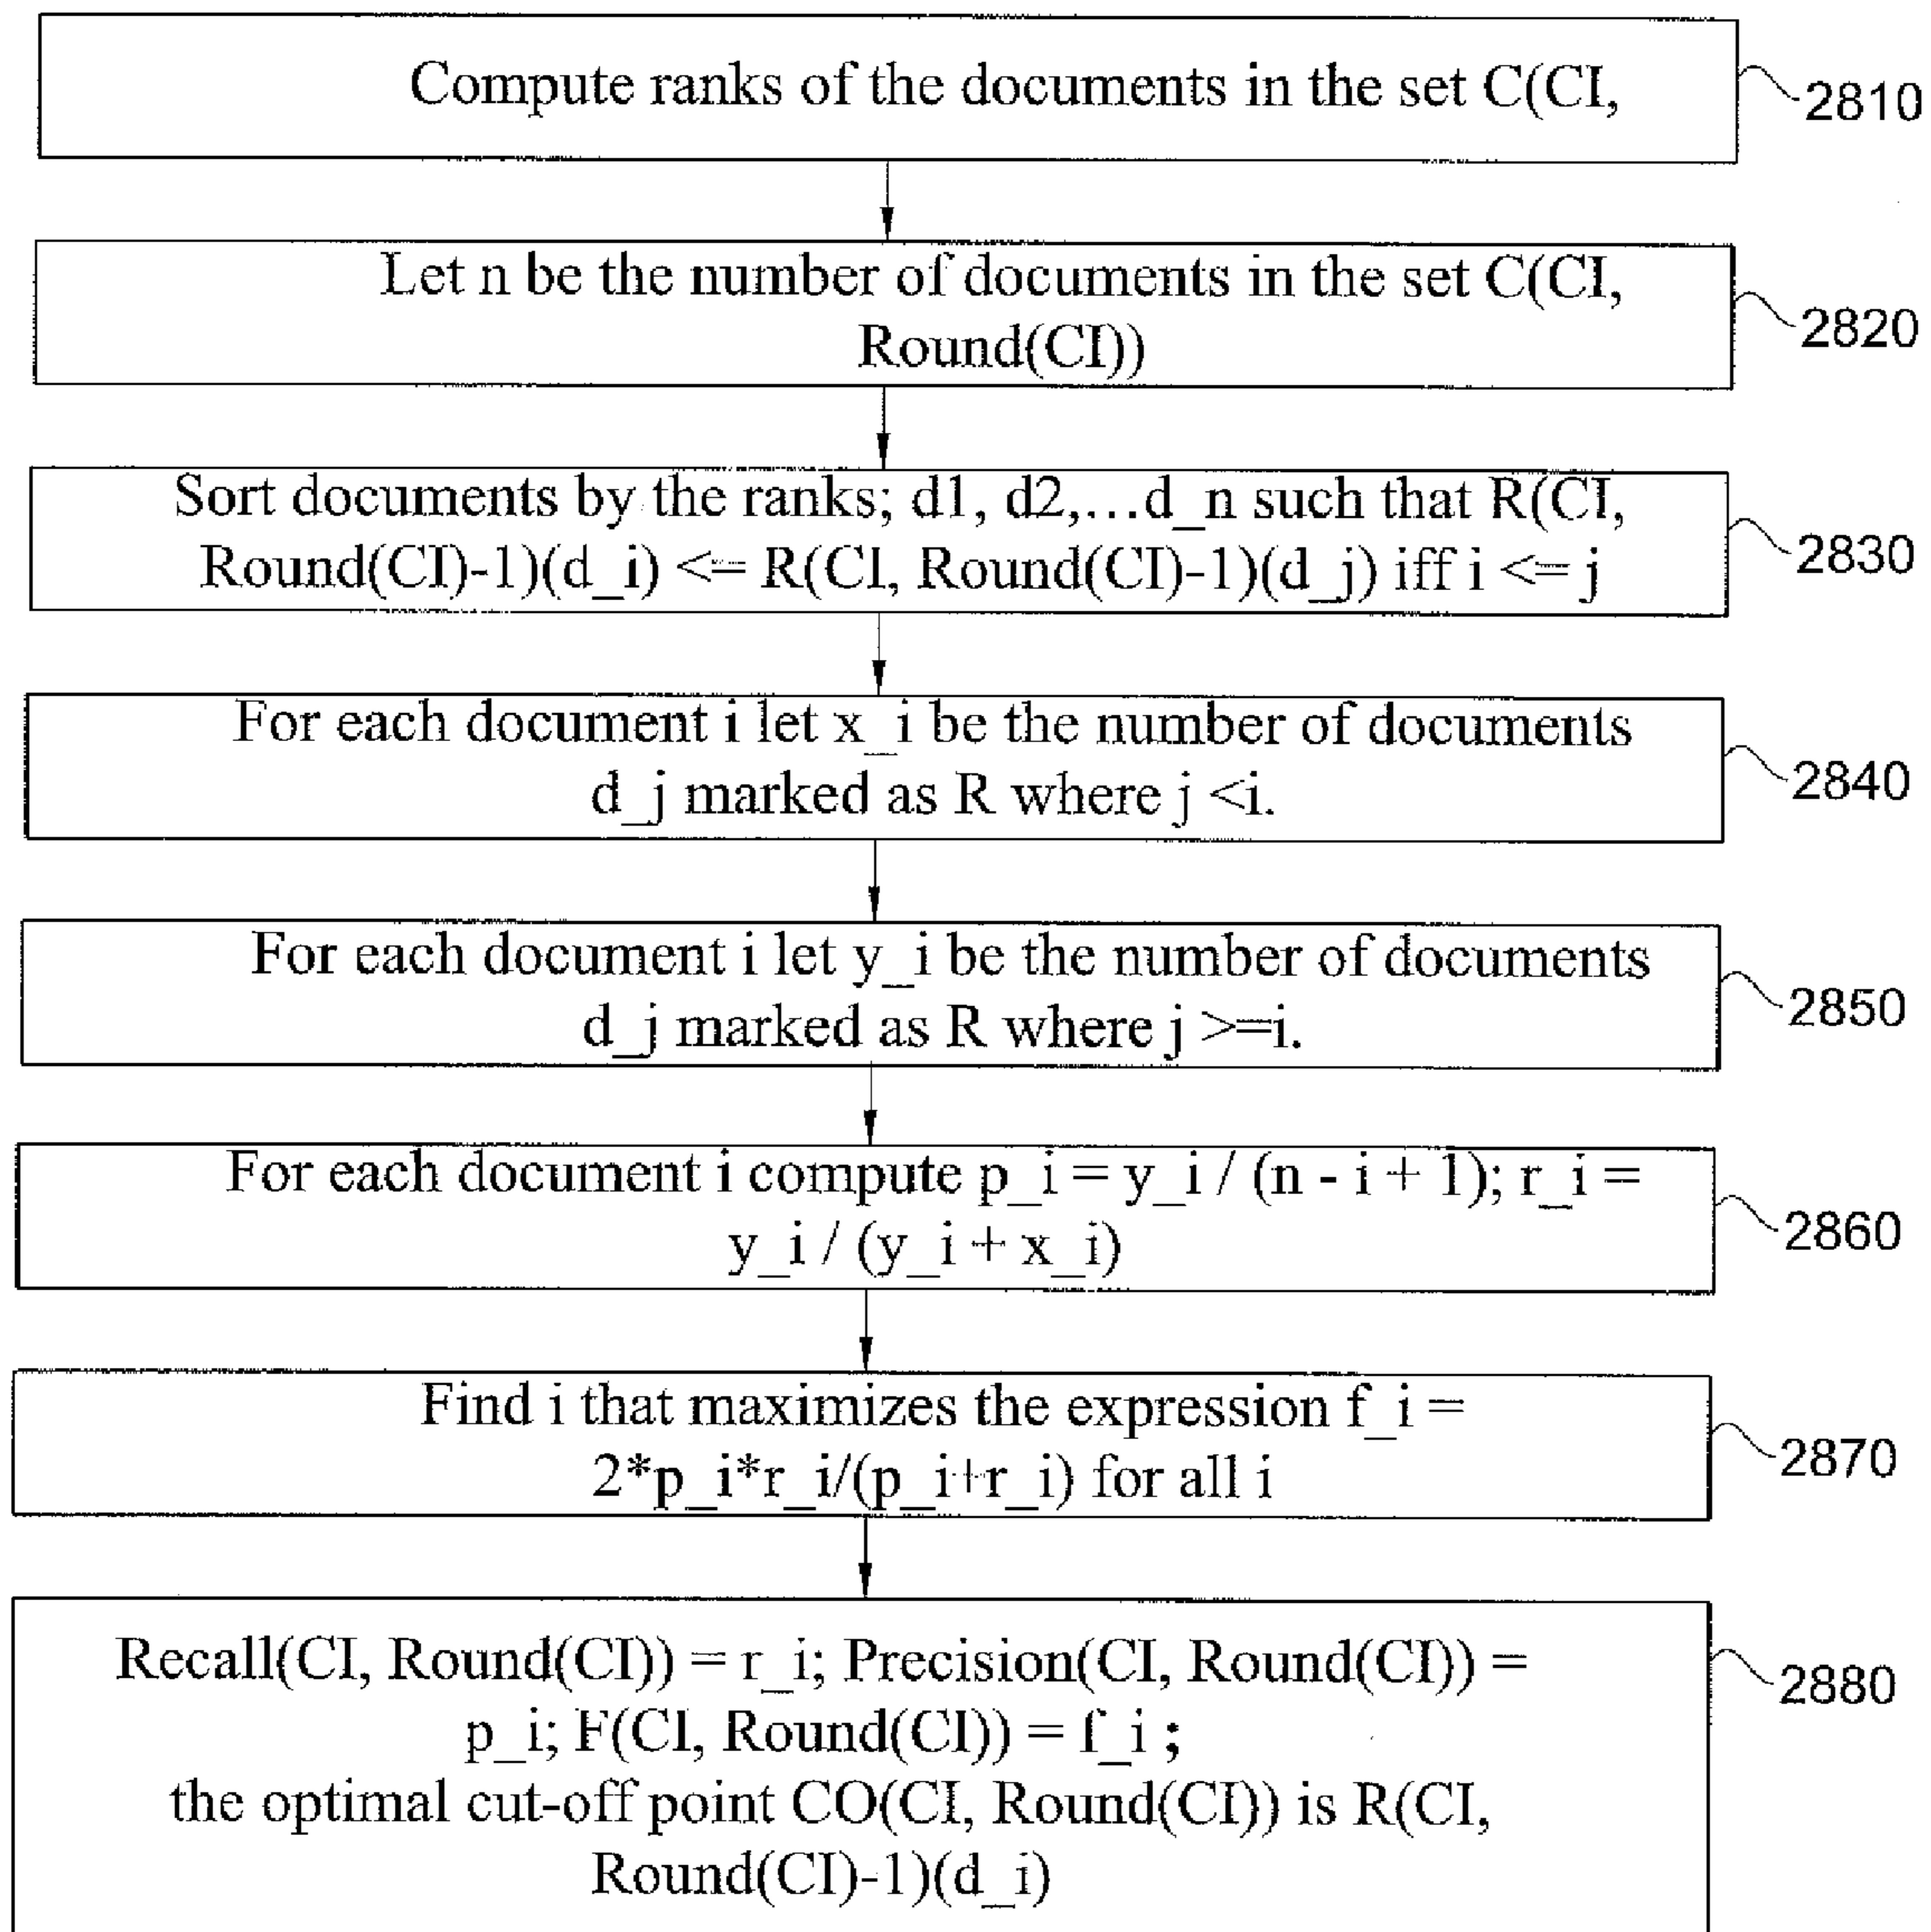 Compute ranks of the documents in the set C(CI,
2810
Let n be the number of documents in the set C(CI,
Round(CI))
2820
Sort documents by the ranks; d1, d2,...d_n such that R(CI,
Round(CI)-1)(d_i) <= R(CI, Round(CI)-1)(d_j) iff i <= j
2830
For each document i let x_i be the number of documents
d_j marked as R where j <i.
2840
For each document i let y_i be the number of documents
d_j marked as R where j >=i.
2850
For each document i compute p_i = y_i / (n - i + 1); r_i =
y_i / (y_i + x_i)
2860
Find i that maximizes the expression f_i =
2*p_i*r_i/(p_i+r_i) for all i
2870
Recall(CI, Round(CI)) = r_i; Precision(CI, Round(CI)) =
p_i; F(CI, Round(CI)) = f_i ;
the optimal cut-off point CO(CI, Round(CI)) is R(CI,
Round(CI)-1)(d_i)
2880